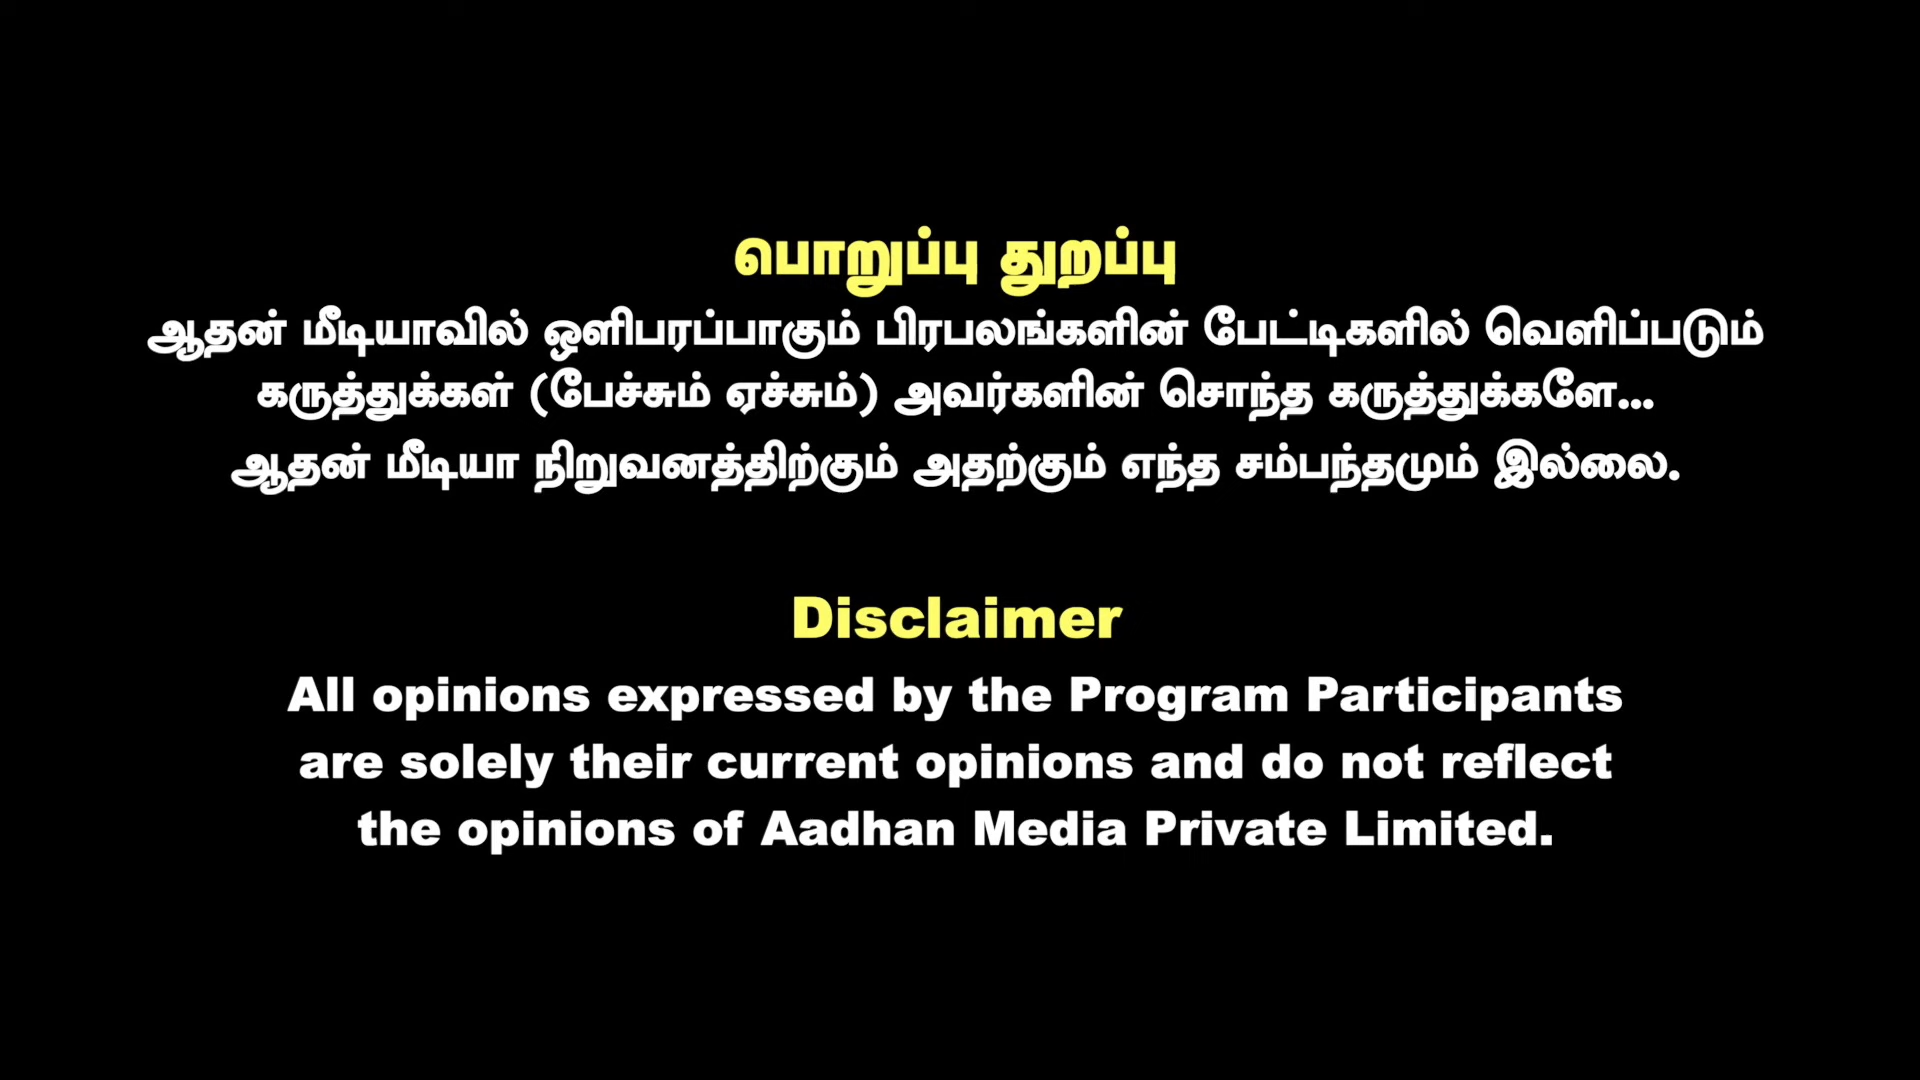 பொறுப்பு துறப்பு
ஆதன் மீடியாவில் ஒளிபரப்பாகும் பிரபலங்களின் பேட்டிகளில் வெளிப்படும்
கருத்துக்கள் (பேச்சும் ஏச்சும்) அவர்களின் சொந்த கருத்துக்களே...
ஆதன் மீடியா நிறுவனத்திற்கும் அதற்கும் எந்த சம்பந்தமும் இல்லை.
Disclaimer
All opinions expressed by the Program Participants
are solely their current opinions and do not reflect
the opinions of Aadhan Media Private Limited.